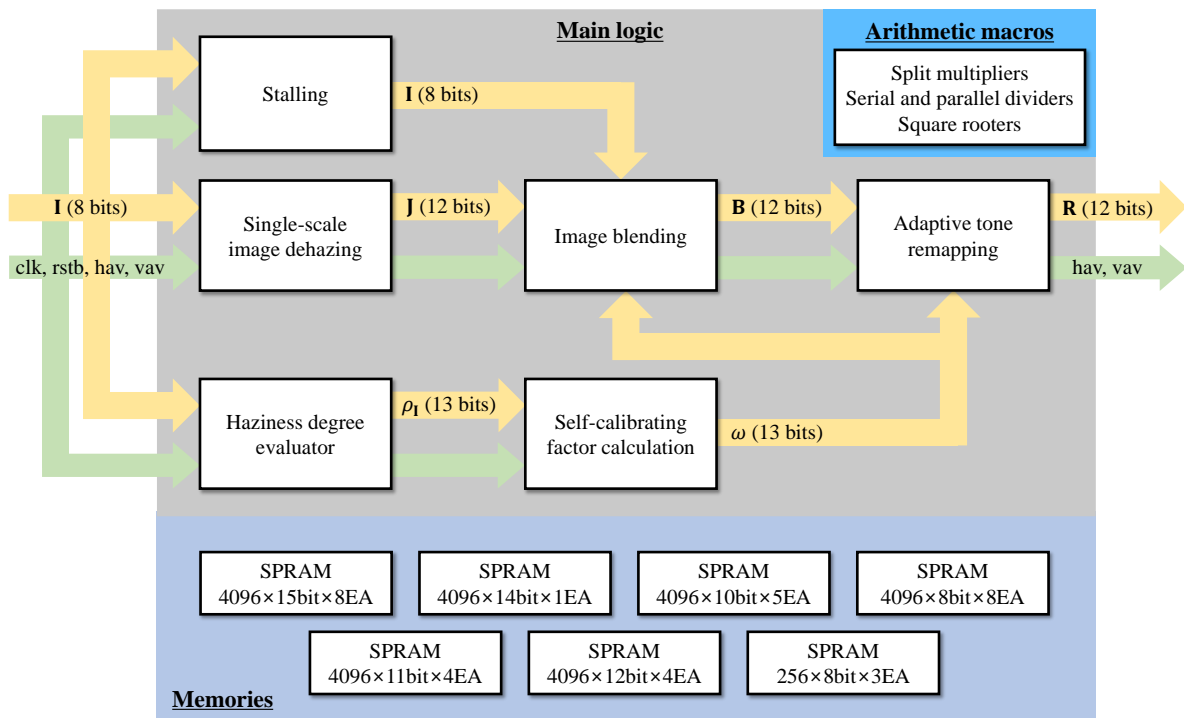 Main logic
Arithmetic macros
Split multipliers
Serial and parallel dividers
Square rooters
Stalling
I (8 bits)
I (8 bits)
Single-scale
image dehazing
J (12 bits)
Image blending
B (12 bits)
Adaptive tone
remapping
R (12 bits)
clk, rstb, hav, vav
hav, vav
Haziness degree
evaluator
ρI (13 bits)
Self-calibrating
factor calculation
ω (13 bits)
SPRAM
4096×15bit×8EA
SPRAM
4096×14bit×1EA
SPRAM
4096×10bit×5EA
SPRAM
4096×8bit×8EA
SPRAM
4096×11bit×4EA
SPRAM
4096×12bit×4EA
SPRAM
256×8bit×3EA
Memories